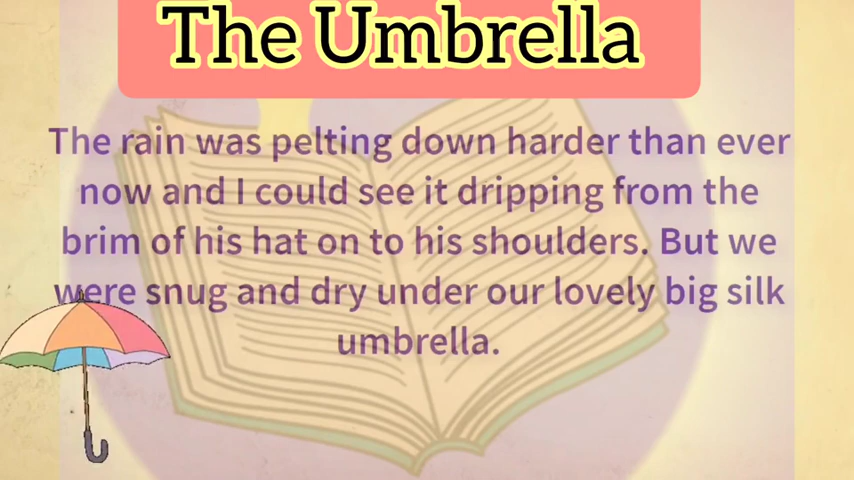 The Umbrella
The rain was pelting down harder than ever
now and I could see it dripping from the
brim of his hat on to his shoulders. But we
were snug and dry under our lovely big silk
umbrella.